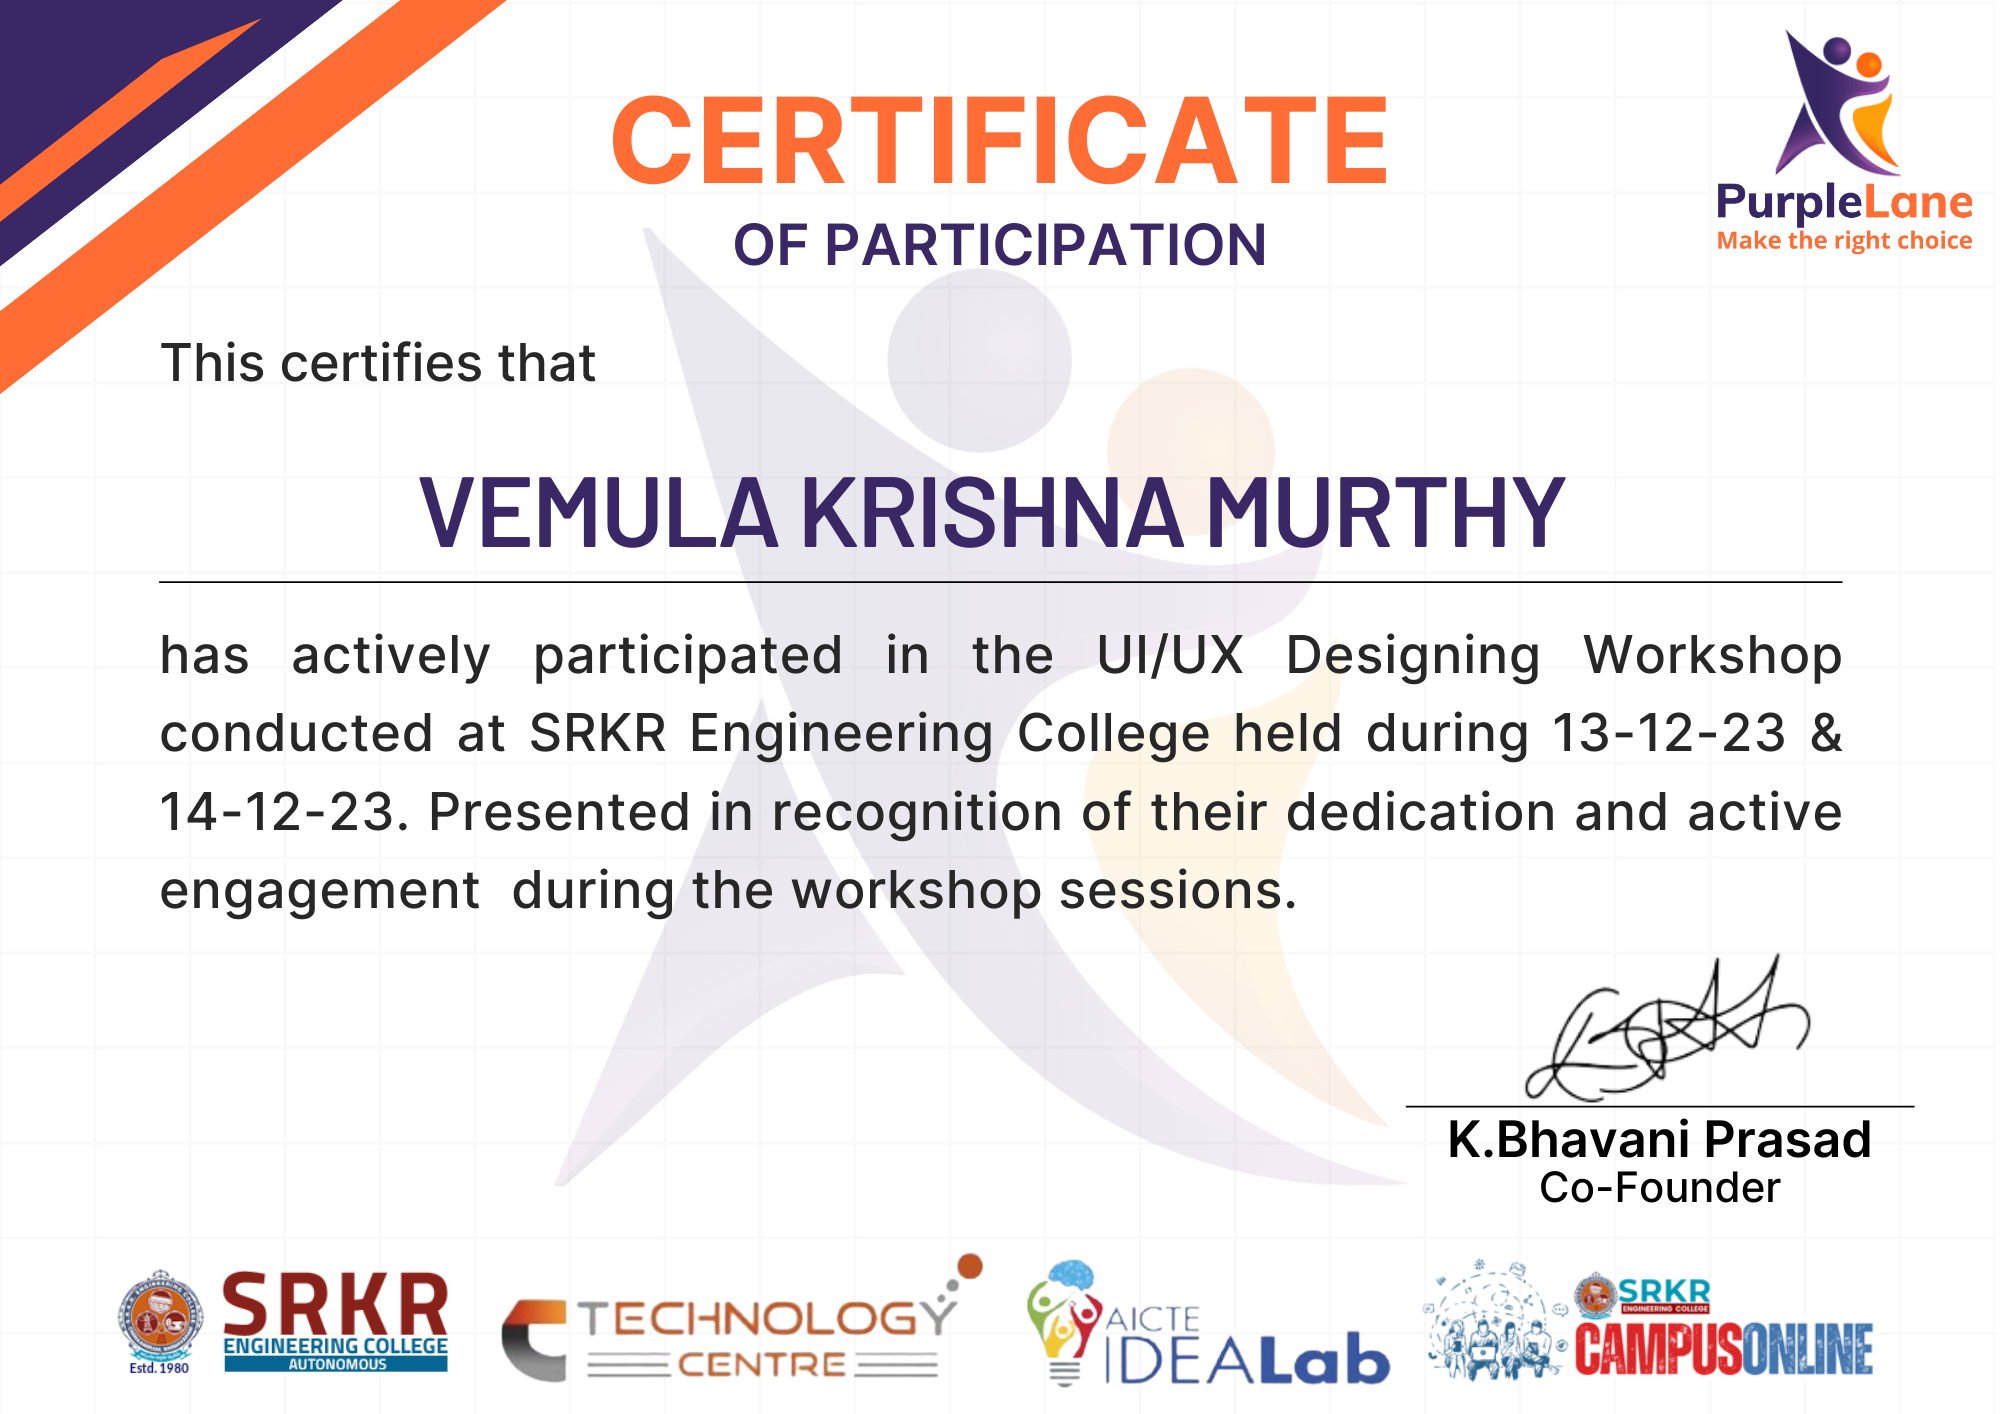 CERTIFICATE
OF PARTICIPATION
PurpleLane
Make the right choice
This certifies that
VEMULA KRISHNA MURTHY
has actively participated in the UI/UX Designing Workshop
conducted at SRKR Engineering College held during 13-12-23 &
14-12-23. Presented in recognition of their dedication and active
engagement during the workshop sessions.
K.Bhavani Prasad
Co-Founder
Estd. 1980
SRKR
ENGINEERING COLLEGE
AUTONOMOUS
TECHNOLOGY
CENTRE
AICTE
IDEALab
SRKR
ENGINEERING COLLEGE
CAMPUSONLINE